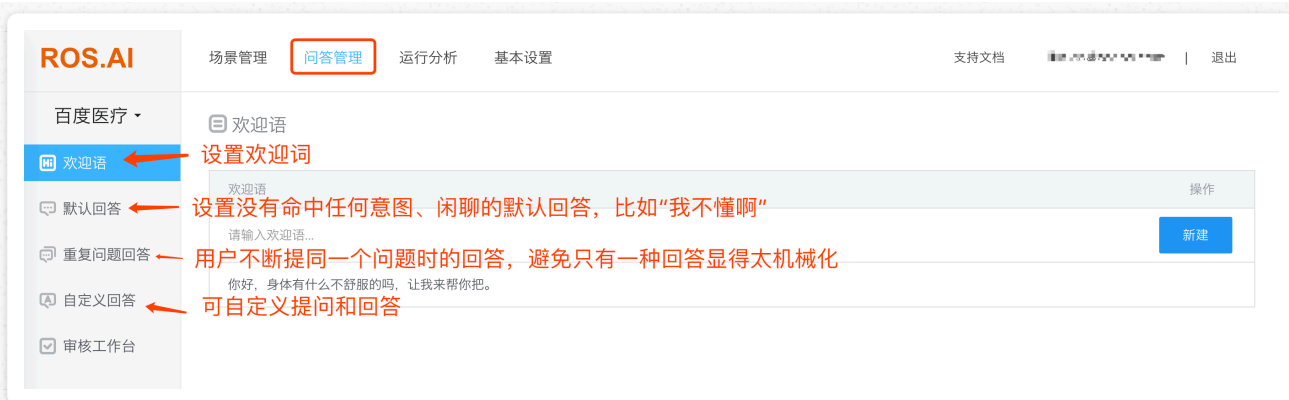 ROS.AI
场景管理 问答管理 运行分析 基本设置 支持文档 | 退出
百度医疗
欢迎语
Hi 欢迎语
设置欢迎词
欢迎语 操作
默认回答
设置没有命中任何意图、闲聊的默认回答，比如"我不懂啊"
请输入欢迎语... 新建
重复问题回答
用户不断提同一个问题时的回答，避免只有一种回答显得太机械化
你好，身体有什么不舒服的吗，让我来帮你把。
A 自定义回答
可自定义提问和回答
审核工作台